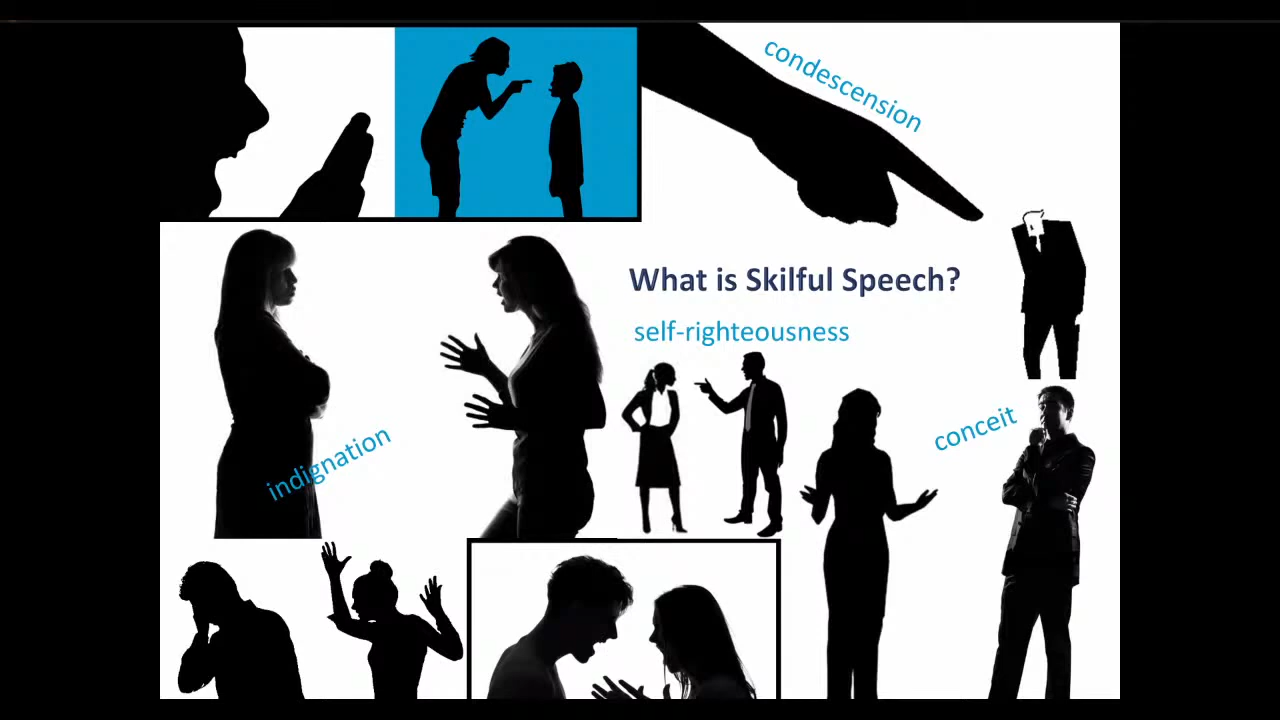 condescension
What is Skilful Speech?
self-righteousness
conceit
indignation